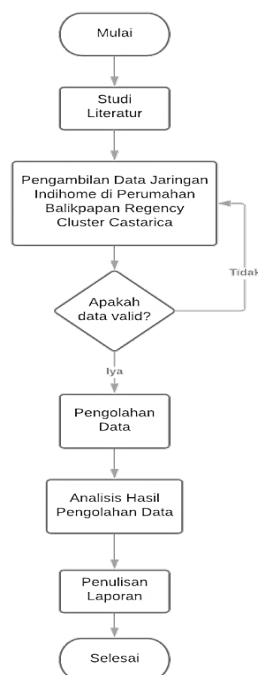 Mulai
Studi
Literatur
Pengambilan Data Jaringan
Indihome di Perumahan
Balikpapan Regency
Cluster Castarica
Tidak
Apakah
data valid?
Iya
Pengolahan
Data
Analisis Hasil
Pengolahan Data
Penulisan
Laporan
Selesai